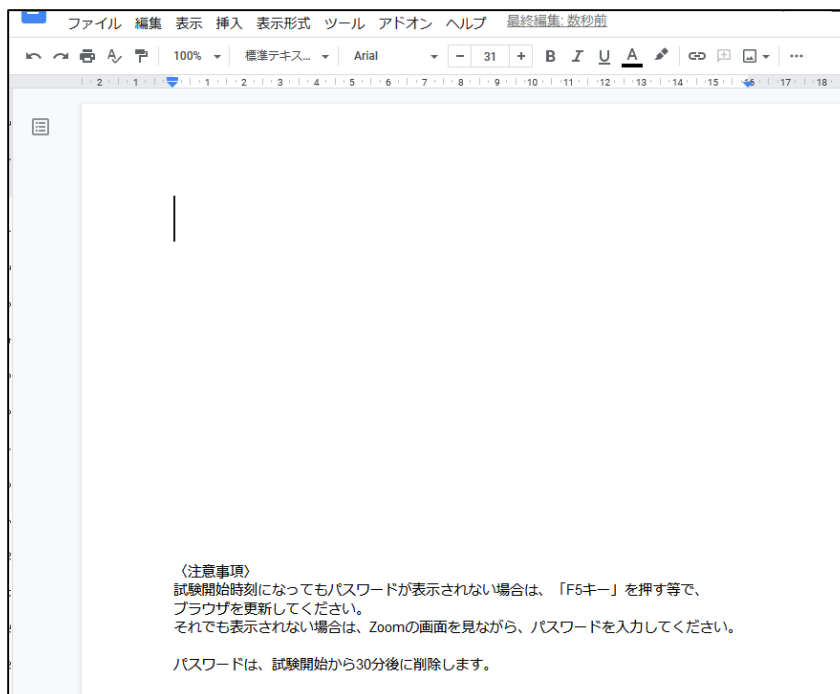 ファイル 編集 表示 挿入 表示形式 ツール アドオン ヘルプ 最終編集: 数秒前
100% 標準テキス... Arial − 31 + B I U A ...
2 1 1 2 3 4 5 6 7 8 9 10 11 12 13 14 15 16 17 18
〈注意事項〉
試験開始時刻になってもパスワードが表示されない場合は、「F5キー」を押す等で、
ブラウザを更新してください。
それでも表示されない場合は、Zoomの画面を見ながら、パスワードを入力してください。
パスワードは、試験開始から30分後に削除します。